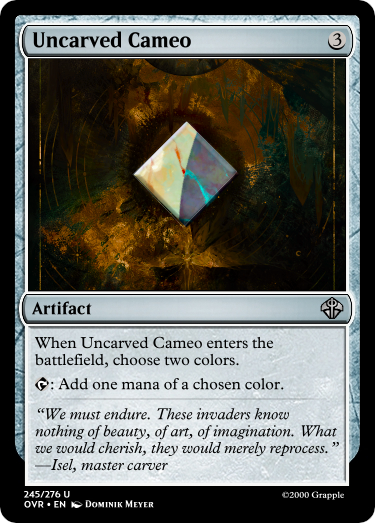 Uncarved Cameo 3
Artifact
When Uncarved Cameo enters the
battlefield, choose two colors.
: Add one mana of a chosen color.
“We must endure. These invaders know
nothing of beauty, of art, of imagination. What
we would cherish, they would merely reprocess.”
—Isel, master carver
245/276 U
OVR • EN Dominik Meyer
©2000 Grapple